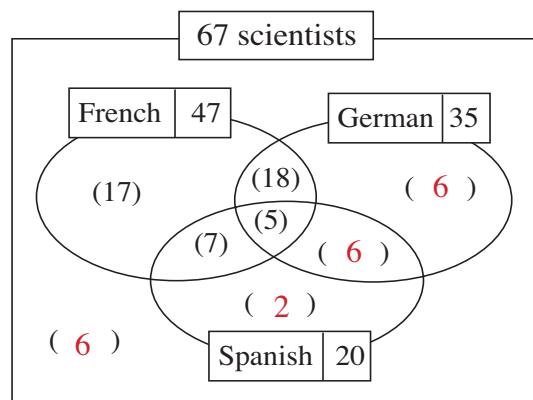 67 scientists
French 47
German 35
(17)
(18)
( 6 )
(5)
(7)
( 6 )
( 2 )
( 6 )
Spanish 20